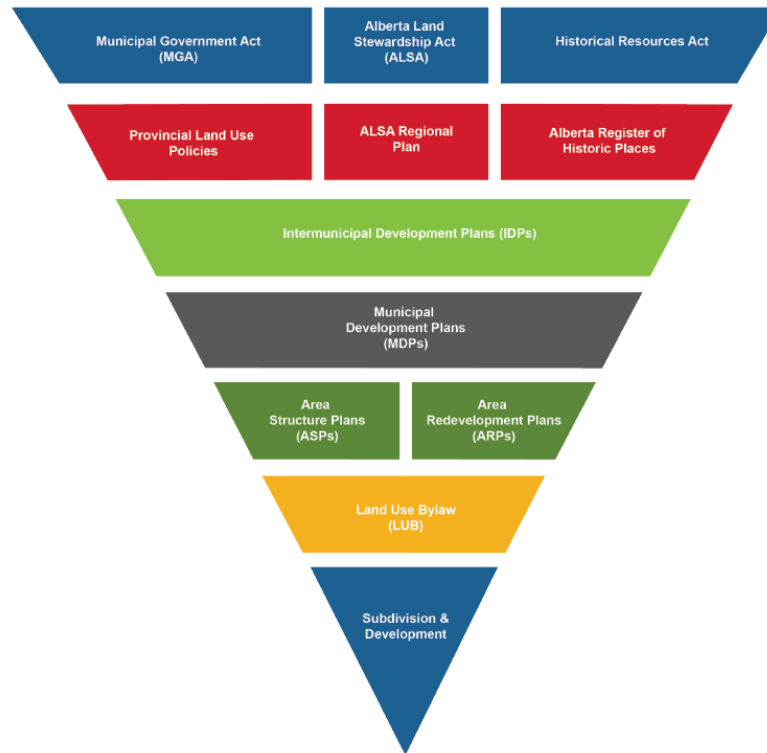 Municipal Government Act
(MGA)
Alberta Land
Stewardship Act
(ALSA)
Historical Resources Act
Provincial Land Use
Policies
ALSA Regional
Plan
Alberta Register of
Historic Places
Intermunicipal Development Plans (IDPs)
Municipal
Development Plans
(MDPs)
Area
Structure Plans
(ASPs)
Area
Redevelopment Plans
(ARPs)
Land Use Bylaw
(LUB)
Subdivision &
Development